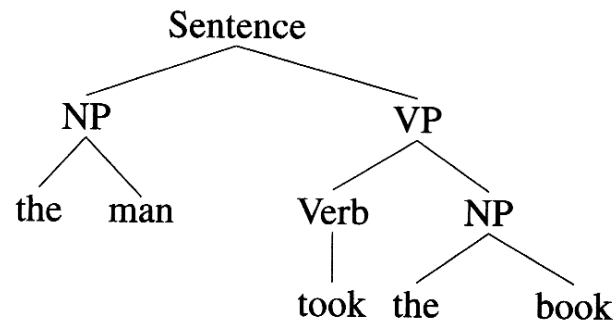 Sentence
NP VP
the man Verb NP
took the book